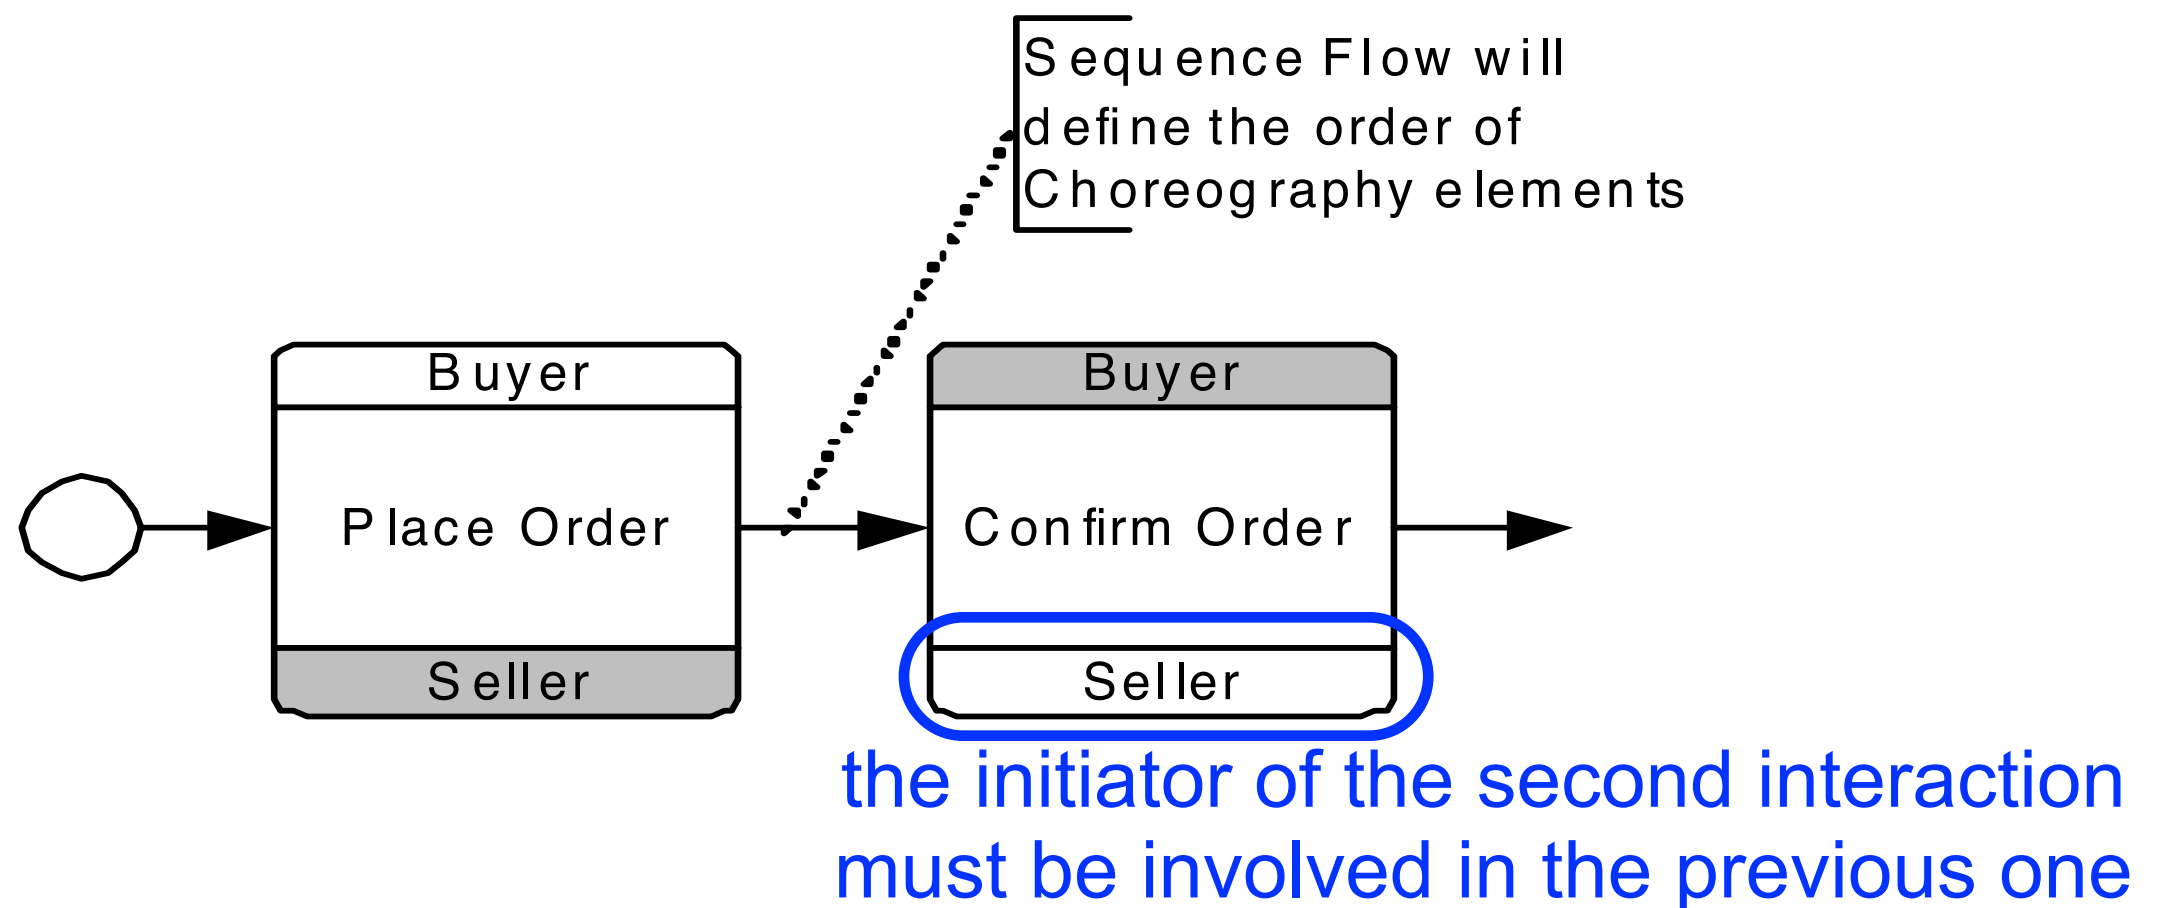 Sequence Flow will
define the order of
Choreography elements
Buyer
Buyer
Place Order
Confirm Order
Seller
Seller
the initiator of the second interaction
must be involved in the previous one